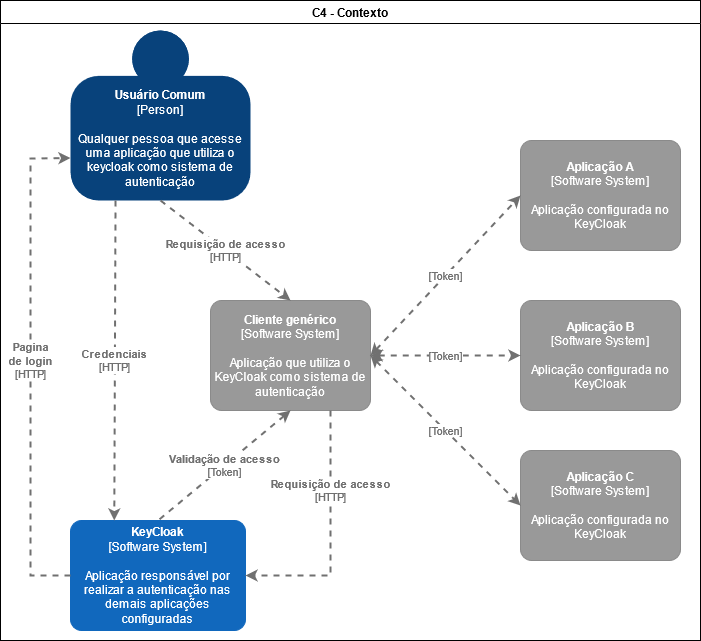 C4 - Contexto
Usuário Comum
[Person]
Qualquer pessoa que acesse
uma aplicação que utiliza o
keycloak como sistema de
autenticação
Requisição de acesso
[HTTP]
Aplicação A
[Software System]
Aplicação configurada no
KeyCloak
[Token]
Cliente genérico
[Software System]
Aplicação que utiliza o
KeyCloak como sistema de
autenticação
[Token]
Aplicação B
[Software System]
Aplicação configurada no
KeyCloak
Pagina
de login
[HTTP]
Credenciais
[HTTP]
[Token]
Validação de acesso
[Token]
Requisição de acesso
[HTTP]
Aplicação C
[Software System]
Aplicação configurada no
KeyCloak
KeyCloak
[Software System]
Aplicação responsável por
realizar a autenticação nas
demais aplicações
configuradas